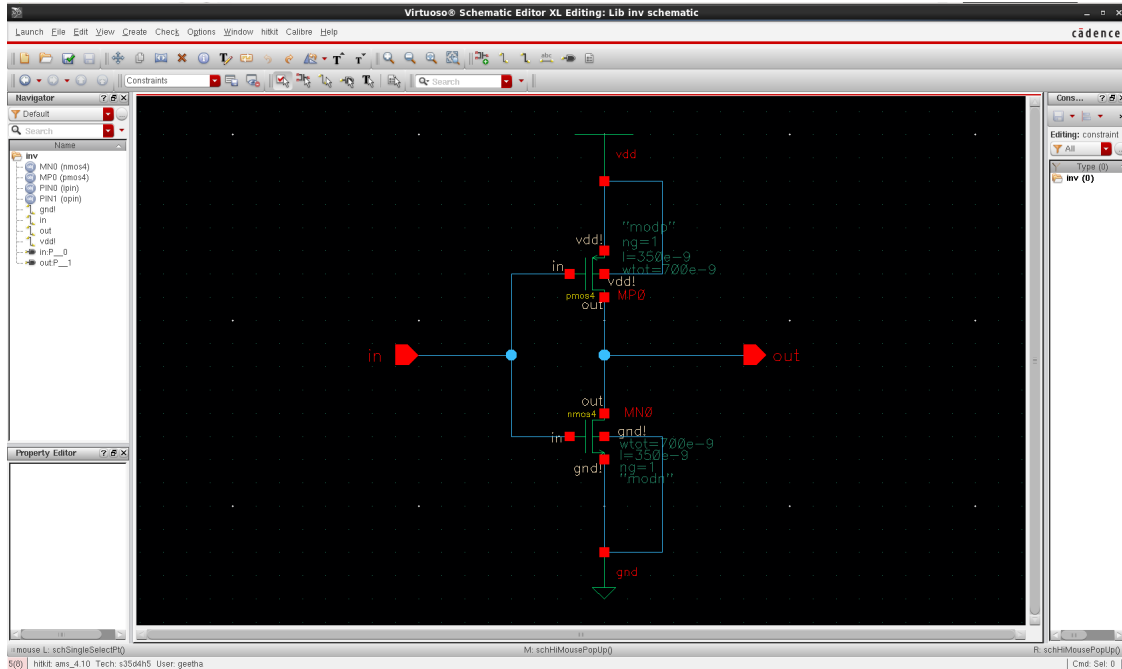 Virtuoso® Schematic Editor XL Editing: Lib inv schematic
Launch File Edit View Create Check Options Window hitkit Calibre Help
cādence
Constraints
Search
Navigator
Default
Search
Name
inv
MN0 (nmos4)
MP0 (pmos4)
PIN0 (ipin)
PIN1 (opin)
gnd!
in
out
vdd!
in:P__0
out:P__1
Property Editor
vdd
"modp"
vdd!
ng=1
l=350e-9
in
wtot=700e-9
vdd!
pmos4
MP0
out
in
out
out
nmos4
MN0
gnd!
in
wtot=700e-9
l=350e-9
gnd!
ng=1
"modn"
gnd
Cons...
Editing: constraint
All
Type (0)
inv (0)
mouse L: schSingleSelectPt()
M: schHiMousePopUp()
R: schHiMousePopUp()
5(8)
hitkit: ams_4.10 Tech: s35d4h5 User: geetha
Cmd: Sel: 0